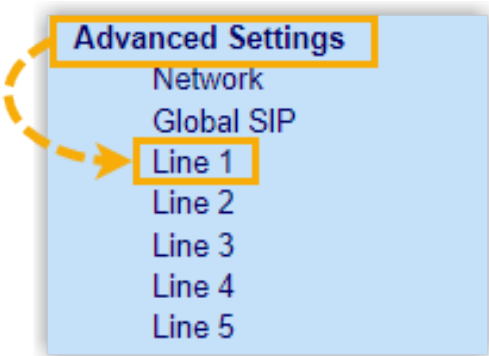 Advanced Settings
Network
Global SIP
Line 1
Line 2
Line 3
Line 4
Line 5